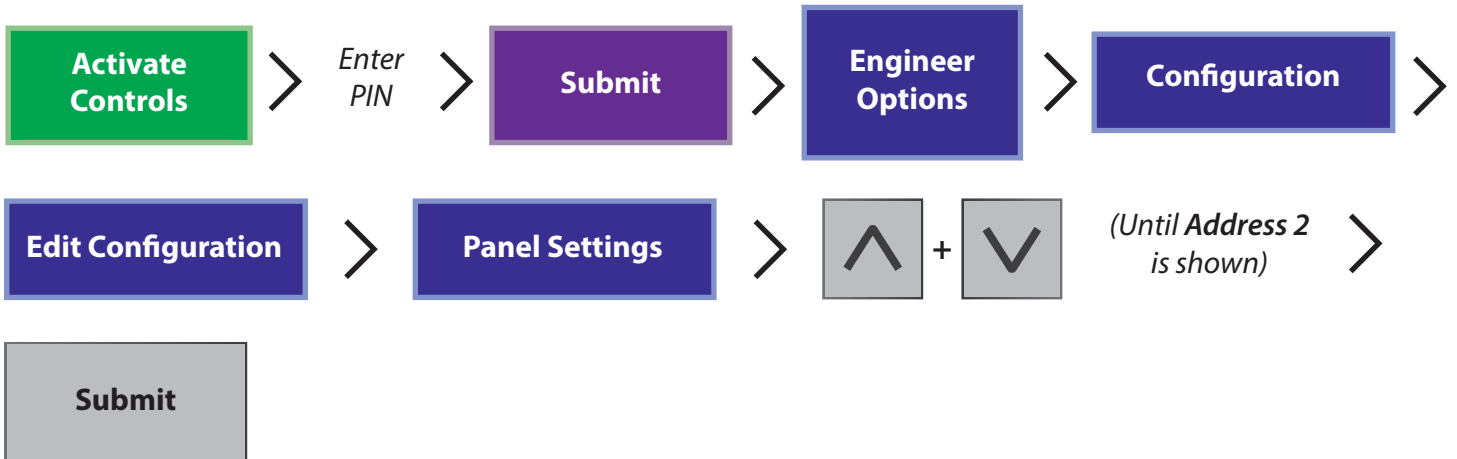 Activate
Controls
Enter
PIN
Submit
Engineer
Options
Configuration
Edit Configuration
Panel Settings
+
(Until Address 2
is shown)
Submit